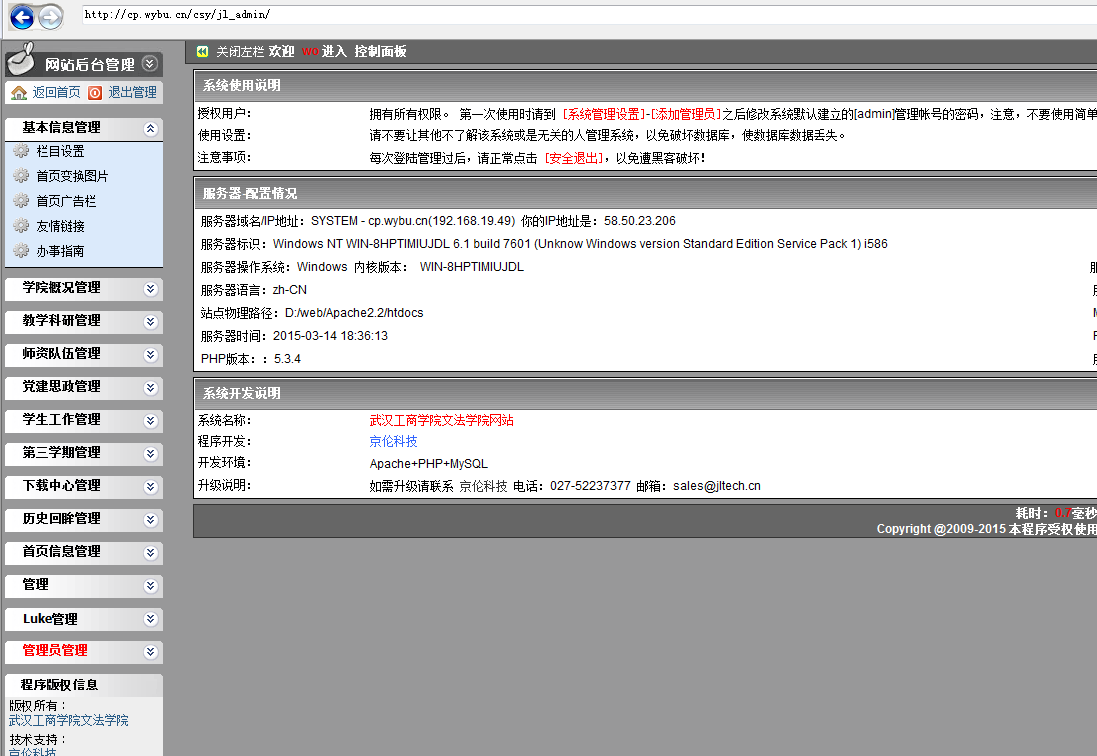 http://cp.wybu.cn/csy/jl_admin/
网站后台管理
返回首页 退出管理
基本信息管理
栏目设置
首页变换图片
首页广告栏
友情链接
办事指南
学院概况管理
教学科研管理
师资队伍管理
党建思政管理
学生工作管理
第三学期管理
下载中心管理
历史回眸管理
首页信息管理
管理
Luke管理
管理员管理
程序版权信息
版权所有：
武汉工商学院文法学院
技术支持：
京伦科技
关闭左栏 欢迎 wo 进入 控制面板
系统使用说明
授权用户： 拥有所有权限。 第一次使用时请到 [系统管理设置]-[添加管理员]之后修改系统默认建立的[admin]管理帐号的密码，注意，不要使用简单
使用设置： 请不要让其他不了解该系统或是无关的人管理系统，以免破坏数据库，使数据库数据丢失。
注意事项： 每次登陆管理过后，请正常点击 [安全退出]，以免遭黑客破坏！
服务器-配置情况
服务器域名/IP地址：SYSTEM - cp.wybu.cn(192.168.19.49) 你的IP地址是：58.50.23.206
服务器标识：Windows NT WIN-8HPTIMIUJDL 6.1 build 7601 (Unknow Windows version Standard Edition Service Pack 1) i586
服务器操作系统：Windows 内核版本： WIN-8HPTIMIUJDL
服务器语言：zh-CN
站点物理路径：D:/web/Apache2.2/htdocs
服务器时间：2015-03-14 18:36:13
PHP版本：：5.3.4
系统开发说明
系统名称： 武汉工商学院文法学院网站
程序开发： 京伦科技
开发环境： Apache+PHP+MySQL
升级说明： 如需升级请联系 京伦科技 电话：027-52237377 邮箱：sales@jltech.cn
耗时：0.7毫秒
Copyright @2009-2015 本程序受权使用